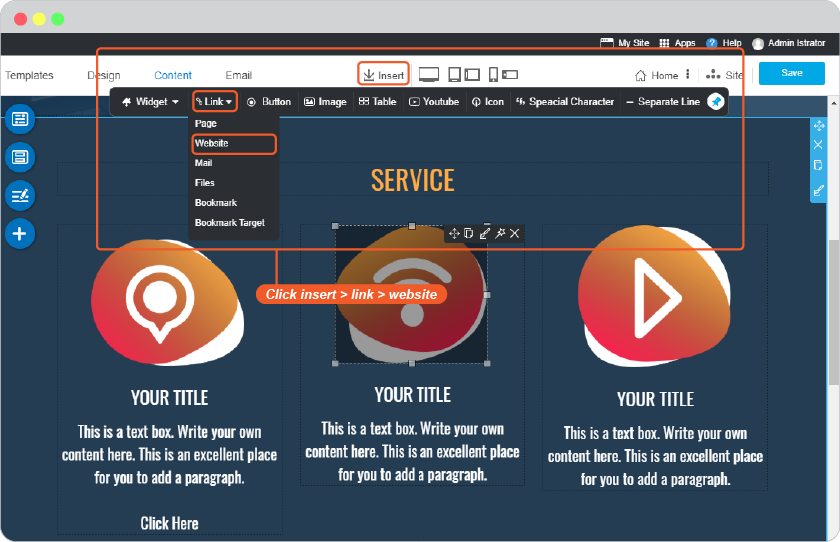 My Site Apps ? Help Admin Istrator
Templates Design Content Email Insert Home Site Save
Widget Link Button Image Table Youtube Icon Speacial Character Separate Line
Page
Website
Mail
Files
Bookmark
Bookmark Target
SERVICE
Click insert > link > website
YOUR TITLE
This is a text box. Write your own
content here. This is an excellent place
for you to add a paragraph.
Click Here
YOUR TITLE
This is a text box. Write your own
content here. This is an excellent place
for you to add a paragraph.
YOUR TITLE
This is a text box. Write your own
content here. This is an excellent place
for you to add a paragraph.